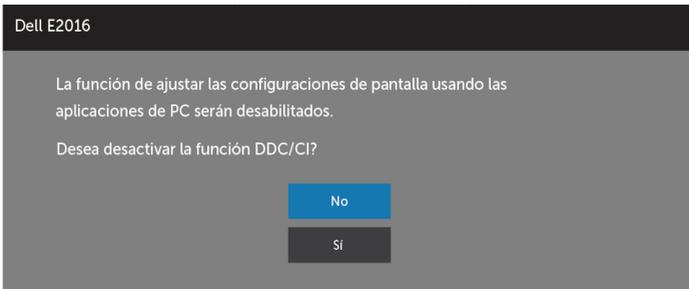 Dell E2016
La función de ajustar las configuraciones de pantalla usando las
aplicaciones de PC serán desabilitados.
Desea desactivar la función DDC/CI?
No
Sí